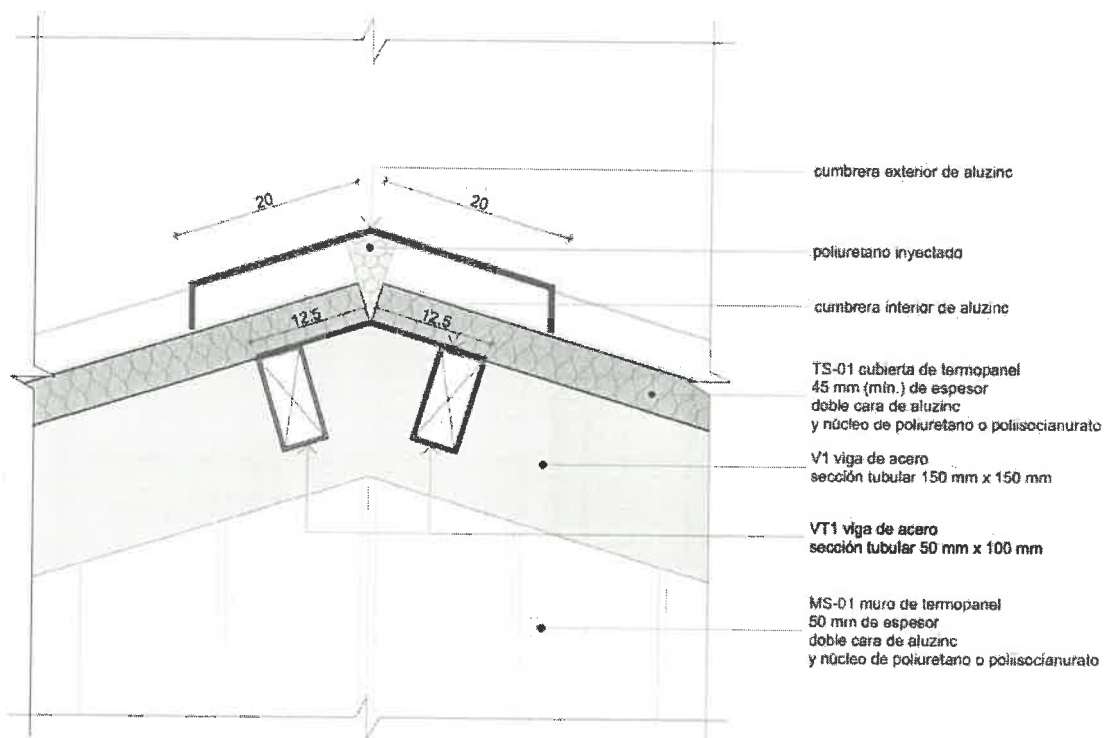 20
20
12.5
12.5
cumbrera exterior de aluzinc
poliuretano inyectado
cumbrera interior de aluzinc
TS-01 cubierta de termopanel
45 mm (mín.) de espesor
doble cara de aluzinc
y núcleo de poliuretano o poliisocianurato
V1 viga de acero
sección tubular 150 mm x 150 mm
VT1 viga de acero
sección tubular 50 mm x 100 mm
MS-01 muro de termopanel
50 mm de espesor
doble cara de aluzinc
y núcleo de poliuretano o poliisocianurato